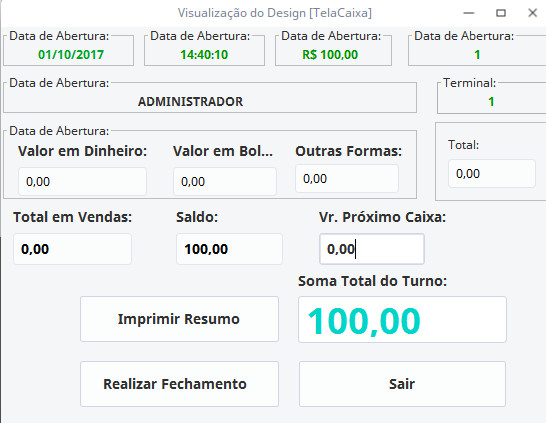 Visualização do Design [TelaCaixa]
Data de Abertura: Data de Abertura: Data de Abertura: Data de Abertura:
01/10/2017 14:40:10 R$ 100,00 1
Data de Abertura: Terminal:
ADMINISTRADOR 1
Data de Abertura:
Valor em Dinheiro: Valor em Bol... Outras Formas: Total:
0,00 0,00 0,00 0,00
Total em Vendas: Saldo: Vr. Próximo Caixa:
0,00 100,00 0,00
Soma Total do Turno:
Imprimir Resumo 100,00
Realizar Fechamento Sair